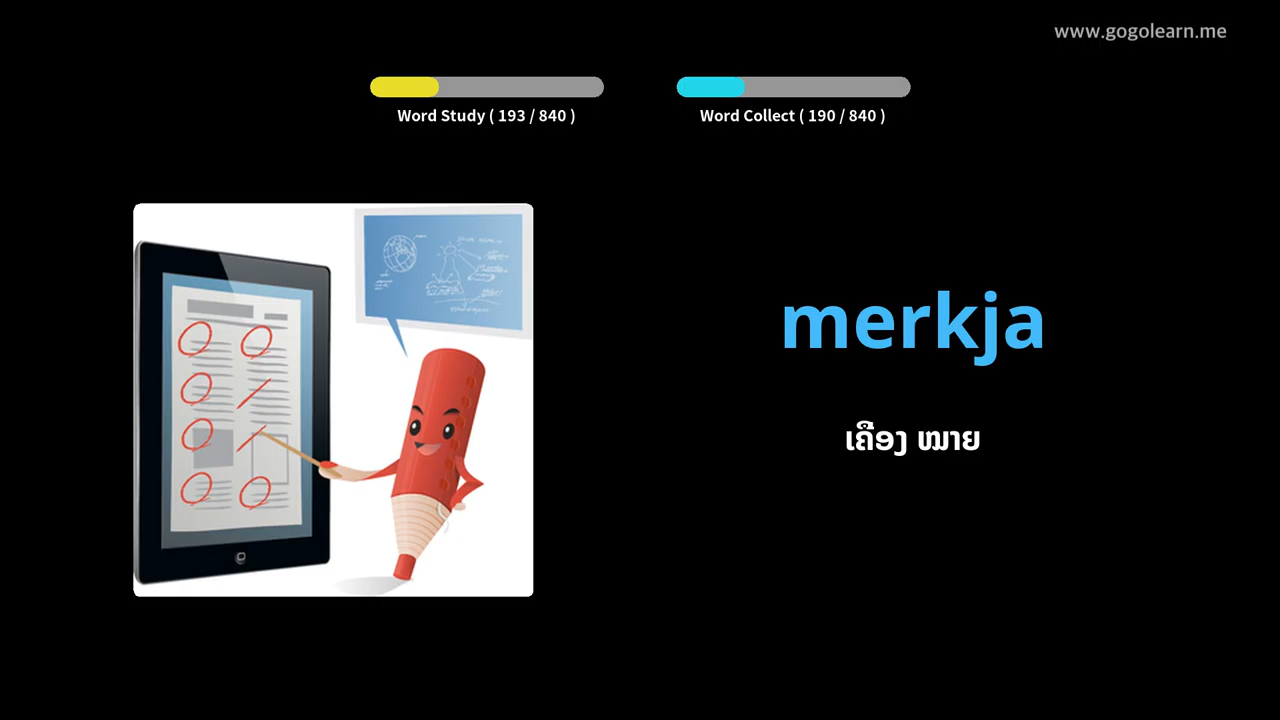 www.gogolearn.me
Word Study ( 193 / 840 )
Word Collect ( 190 / 840 )
merkja
ເຄື່ອງ ໝາຍ